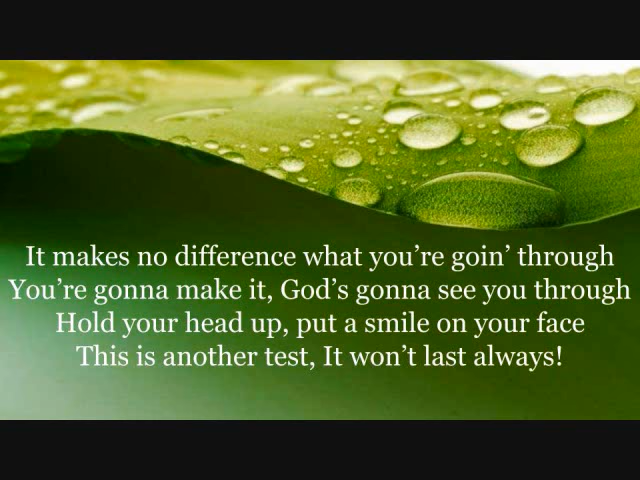 It makes no difference what you’re goin’ through
You’re gonna make it, God’s gonna see you through
Hold your head up, put a smile on your face
This is another test, It won’t last always!